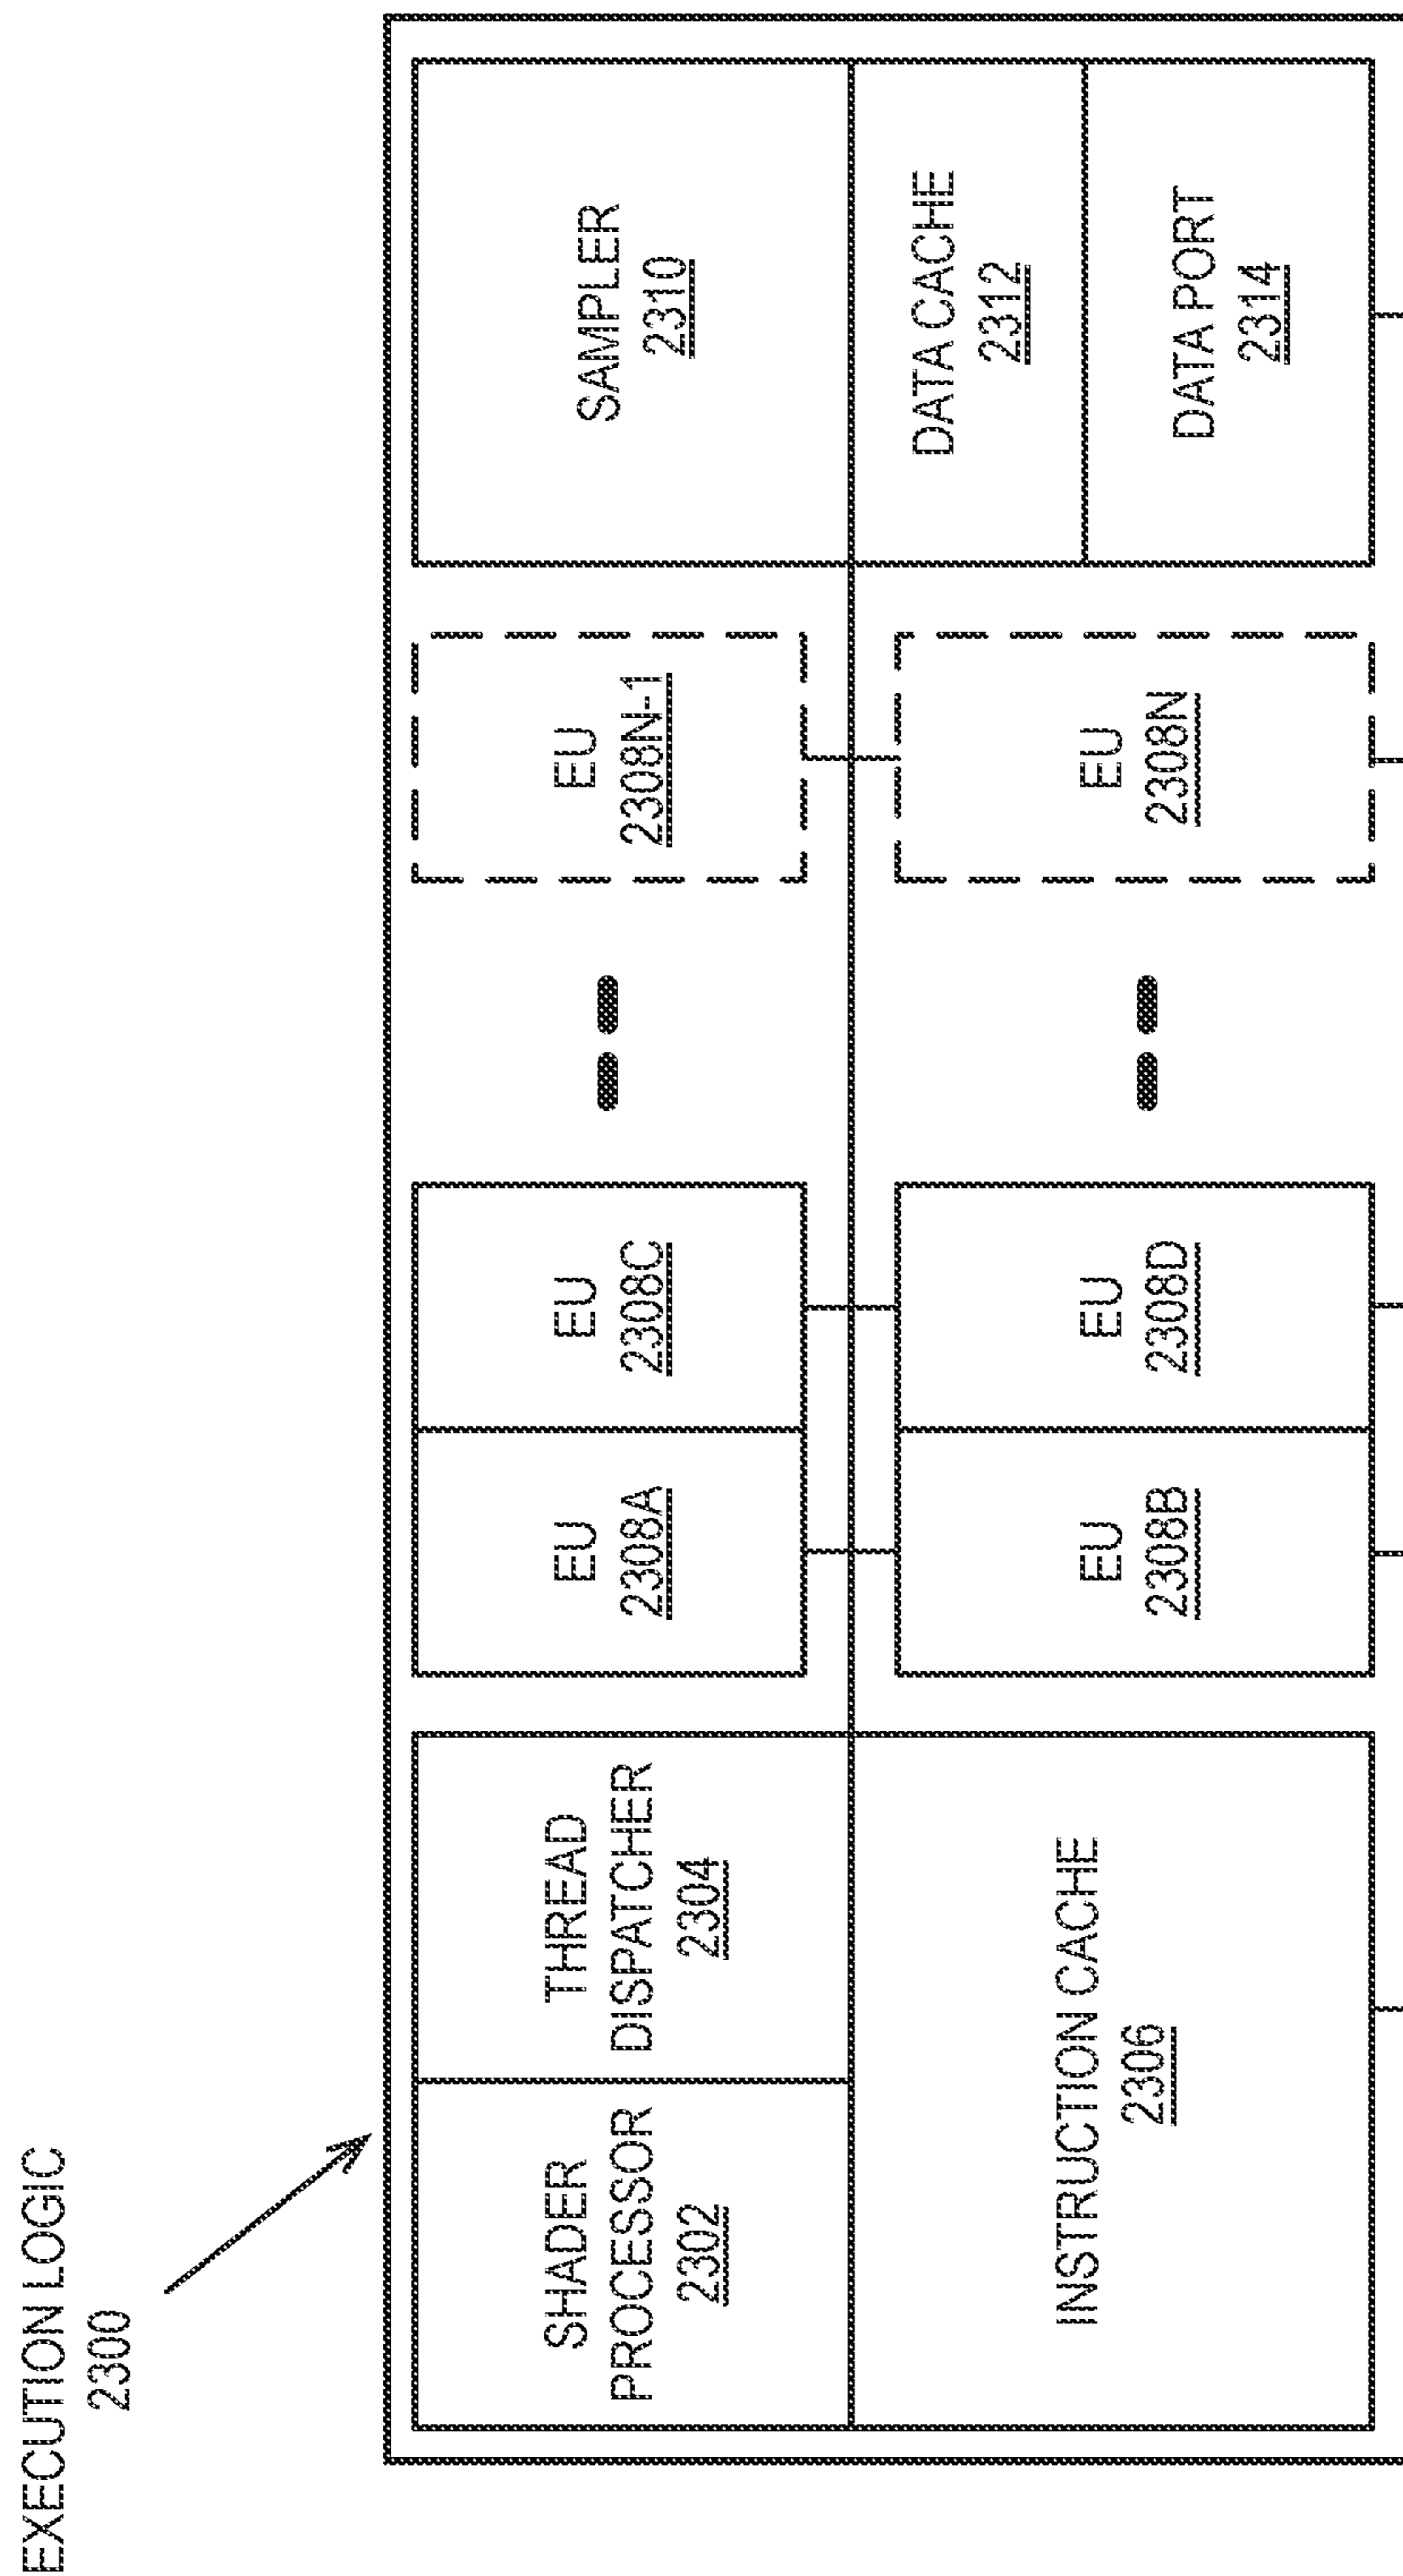 EXECUTION LOGIC
2300
SHADER
PROCESSOR
2302
THREAD
DISPATCHER
2304
INSTRUCTION CACHE
2306
EU
2308A
EU
2308C
EU
2308N-1
EU
2308B
EU
2308D
EU
2308N
SAMPLER
2310
DATA CACHE
2312
DATA PORT
2314